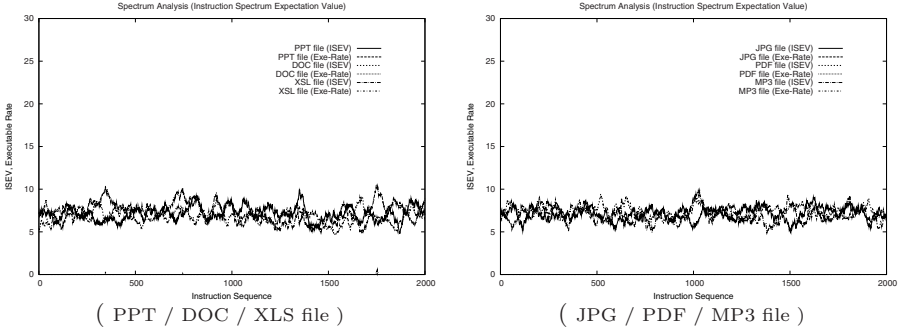 Spectrum Analysis (Instruction Spectrum Expectation Value)
30
25
20
15
10
5
0
ISEV, Executable Rate
PPT file (ISEV)
PPT file (Exe-Rate)
DOC file (ISEV)
DOC file (Exe-Rate)
XSL file (ISEV)
XSL file (Exe-Rate)
0
500
1000
1500
2000
Instruction Sequence
( PPT / DOC / XLS file )
Spectrum Analysis (Instruction Spectrum Expectation Value)
30
25
20
15
10
5
0
ISEV, Executable Rate
JPG file (ISEV)
JPG file (Exe-Rate)
PDF file (ISEV)
PDF file (Exe-Rate)
MP3 file (ISEV)
MP3 file (Exe-Rate)
0
500
1000
1500
2000
Instruction Sequence
( JPG / PDF / MP3 file )